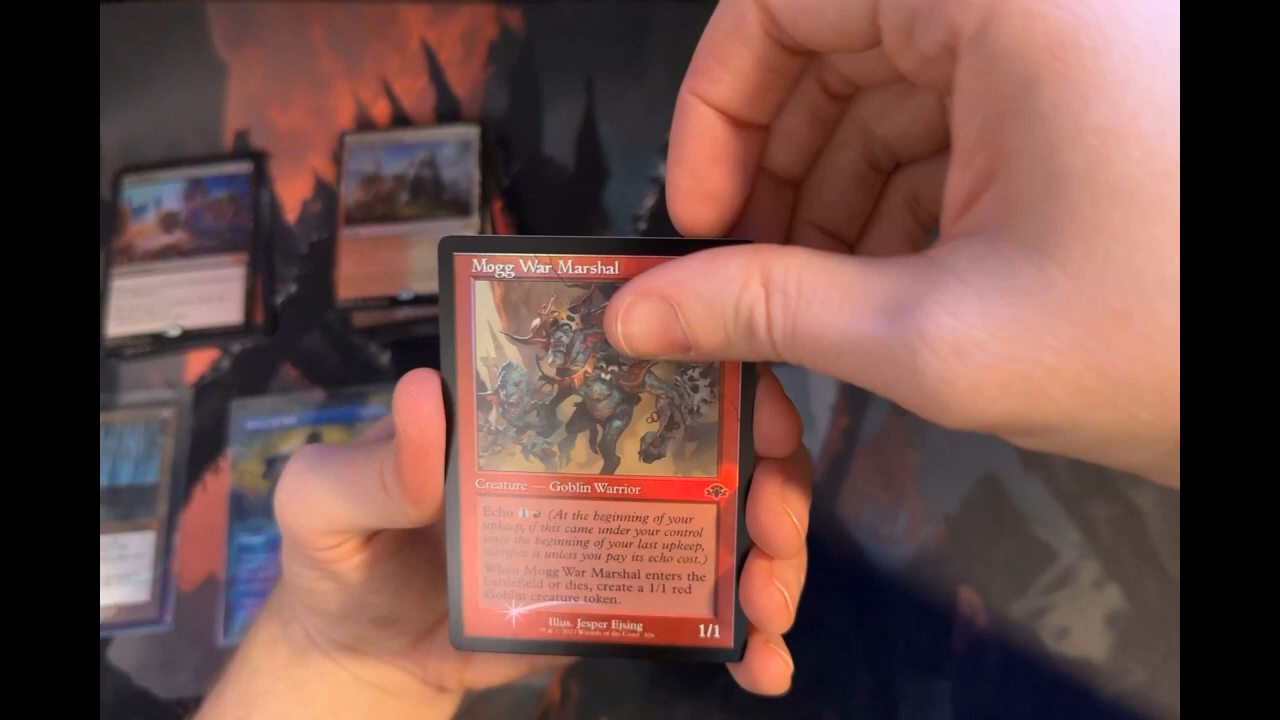 Mogg War Marshal
Creature — Goblin Warrior
Echo 1 (At the beginning of your
upkeep, if this came under your control
since the beginning of your last upkeep,
sacrifice it unless you pay its echo cost.)
When Mogg War Marshal enters the
battlefield or dies, create a 1/1 red
Goblin creature token.
Illus. Jesper Ejsing
1/1